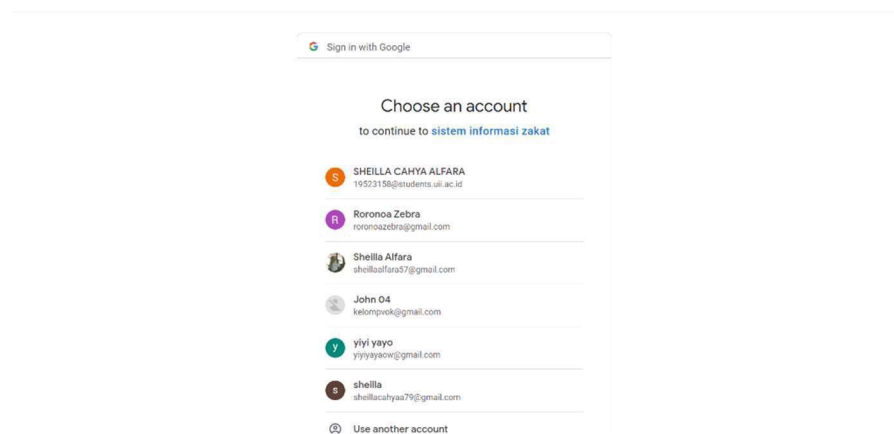 Sign in with Google
Choose an account
to continue to sistem informasi zakat
S
SHEILLA CAHYA ALFARA
19523158@students.uii.ac.id
R
Roronoa Zebra
roronoazebra@gmail.com
Sheilla Alfara
sheillaalfara57@gmail.com
John 04
kelompvok@gmail.com
y
yiyi yayo
yiyiyayaow@gmail.com
s
sheilla
sheillacahyaa79@gmail.com
Use another account